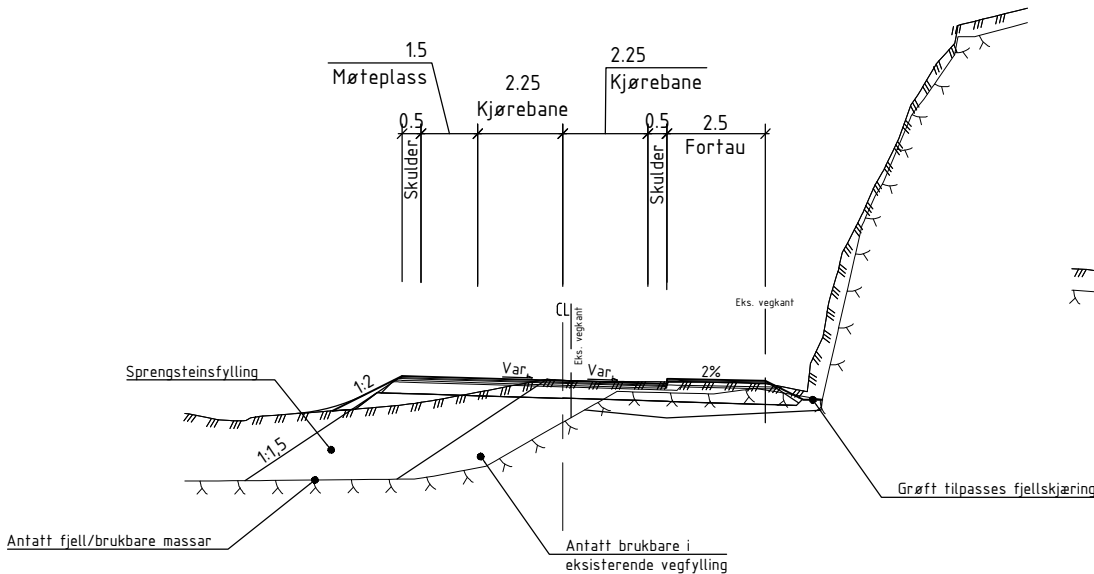 1.5
Møteplass
2.25
Kjørebane
2.25
Kjørebane
0.5
Skulder
0.5
Skulder
2.5
Fortau
CL
Eks. vegkant
Eks. vegkant
Sprengsteinsfylling
1:2
Var.
Var.
2%
1:1,5
Grøft tilpasses fjellskjæring
Antatt fjell/brukbare massar
Antatt brukbare i
eksisterende vegfylling